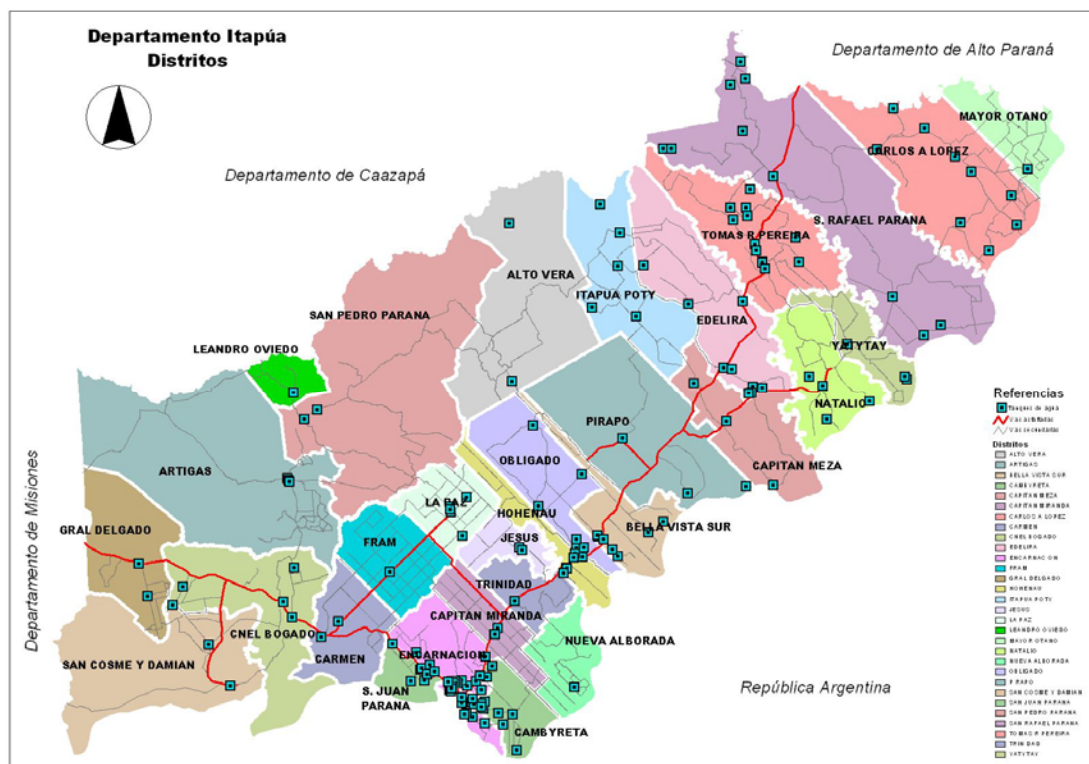 Departamento Itapúa
Distritos
Departamento de Alto Paraná
MAYOR OTANO
CARLOS A LOPEZ
Departamento de Caazapá
S. RAFAEL PARANA
TOMAS R PEREIRA
ALTO VERA
ITAPUA POTY
SAN PEDRO PARANA
EDELIRA
YATYTAY
LEANDRO OVIEDO
NATALIO
PIRAPO
OBLIGADO
CAPITAN MEZA
ARTIGAS
LA PAZ
HOHENAU
BELLA VISTA SUR
GRAL DELGADO
JESUS
FRAM
TRINIDAD
CAPITAN MIRANDA
NUEVA ALBORADA
CNEL BOGADO
CARMEN
ENCARNACION
SAN COSME Y DAMIAN
S. JUAN
PARANA
CAMBYRETA
República Argentina
Departamento de Misiones
Referencias
Tanques de agua
Distritos
ALTO VERA
ARTIGAS
BELLA VISTA SUR
CAMBYRETA
CAPITAN MEZA
CAPITAN MIRANDA
CARLOS A LOPEZ
CARMEN
CNEL BOGADO
EDELIRA
ENCARNACION
FRAM
GRAL DELGADO
HOHENAU
ITAPUA POTY
JESUS
LA PAZ
LEANDRO OVIEDO
MAYOR OTANO
NATALIO
NUEVA ALBORADA
OBLIGADO
PIRAPO
SAN COSME Y DAMIAN
SAN JUAN PARANA
SAN PEDRO PARANA
SAN RAFAEL PARANA
TOMAS R PEREIRA
TRINIDAD
YATYTAY